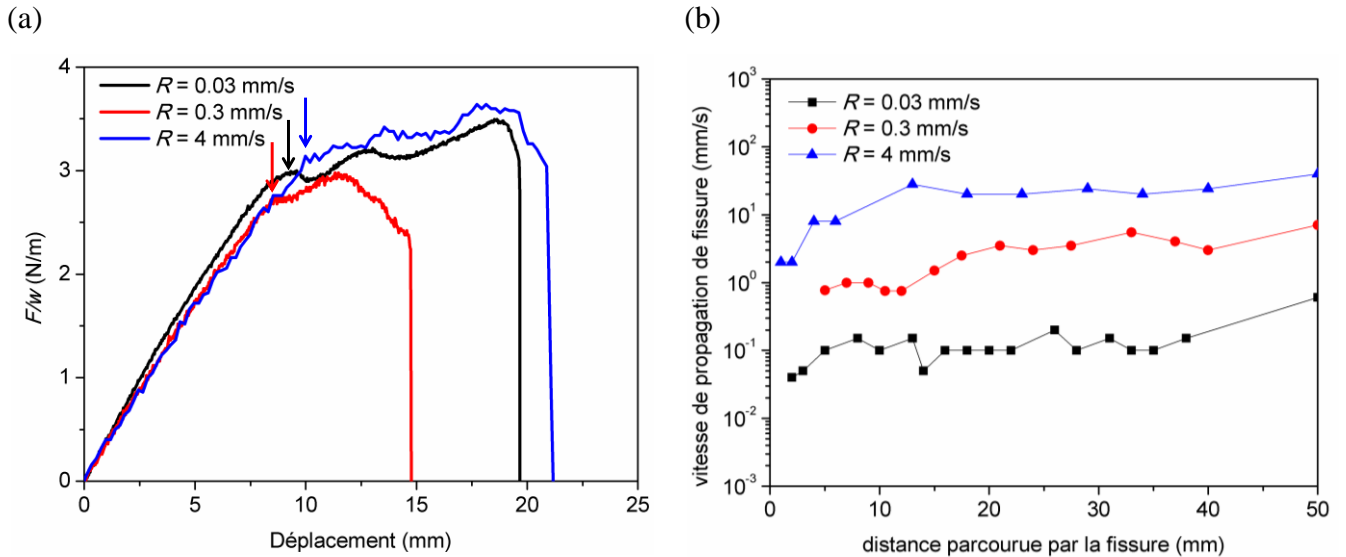 (a)
(b)
R = 0.03 mm/s
R = 0.3 mm/s
R = 4 mm/s
F/w (N/m)
4
3
2
1
0
0 5 10 15 20 25
Déplacement (mm)
R = 0.03 mm/s
R = 0.3 mm/s
R = 4 mm/s
vitesse de propagation de fissure (mm/s)
10³
10²
10¹
10⁰
10⁻¹
10⁻²
10⁻³
0 10 20 30 40 50
distance parcourue par la fissure (mm)